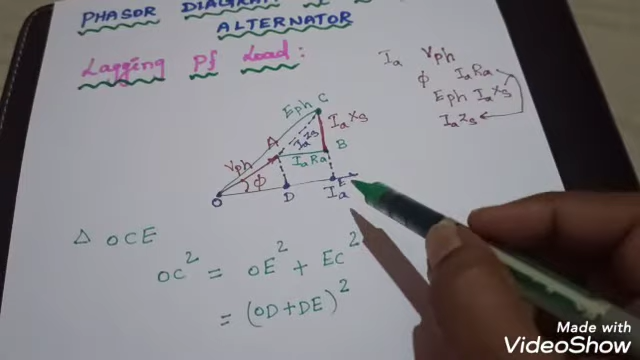 PHASOR DIAGRAM
ALTERNATOR
Lagging Pf Load:
Ia Vph
ϕ IaRa
Eph IaXs
IaZs
Eph C
IaXs
A
IaZs
Vph
B
IaRa
ϕ
O
D
E
Ia
Δ OCE
OC² = OE² + EC²
= (OD+DE)²
Made with
VideoShow